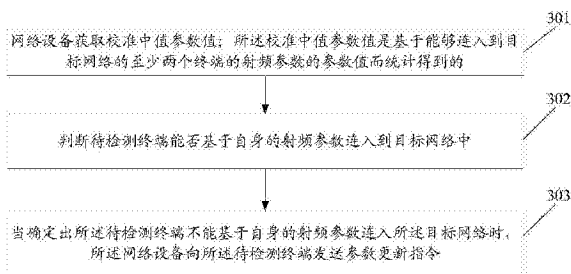 301
网络设备获取校准中值参数值；所述校准中值参数值是基于能够连入到目
标网络的至少两个终端的射频参数的参数值而统计得到的
302
判断待检测终端能否基于自身的射频参数连入到目标网络中
303
当确定出所述待检测终端不能基于自身的射频参数连入所述目标网络时，
所述网络设备向所述待检测终端发送参数更新指令